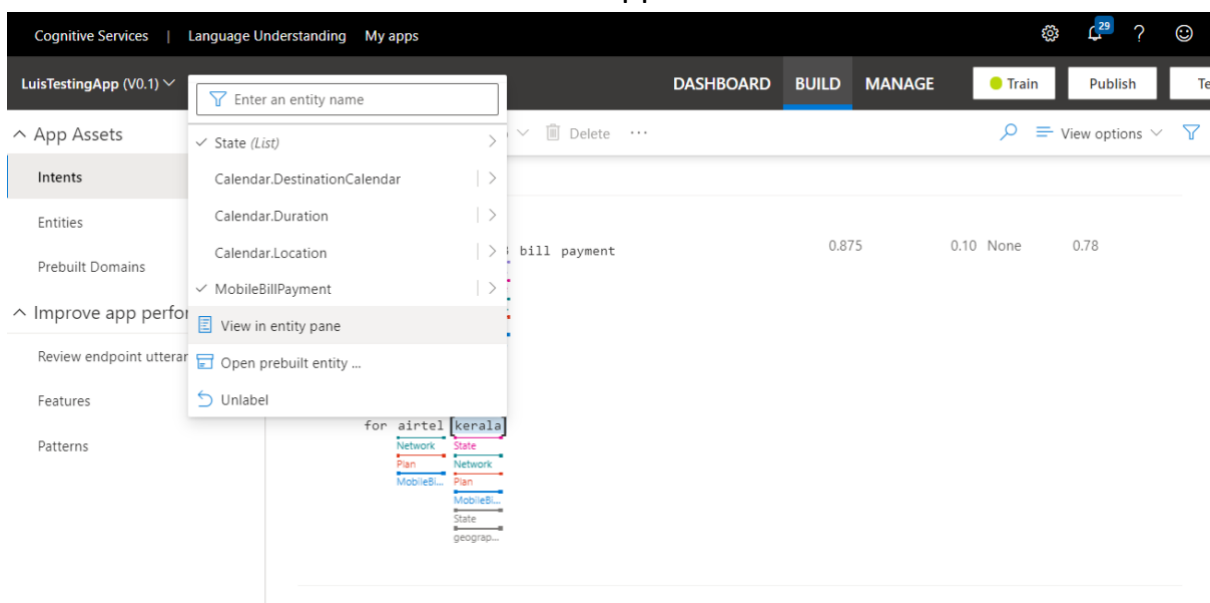 Cognitive Services | Language Understanding My apps
29 ?
LuisTestingApp (V0.1)
DASHBOARD BUILD MANAGE Train Publish Te
Enter an entity name
App Assets
Delete ...
View options
State (List)
Intents
Calendar.DestinationCalendar
Entities
Calendar.Duration
Calendar.Location
bill payment 0.875 0.10 None 0.78
Prebuilt Domains
MobileBillPayment
Improve app perfor
View in entity pane
Review endpoint utteran
Open prebuilt entity ...
Features
Unlabel
for airtel [kerala]
Patterns
Network State
Plan Network
MobileBi... Plan
MobileBi...
State
geograp...